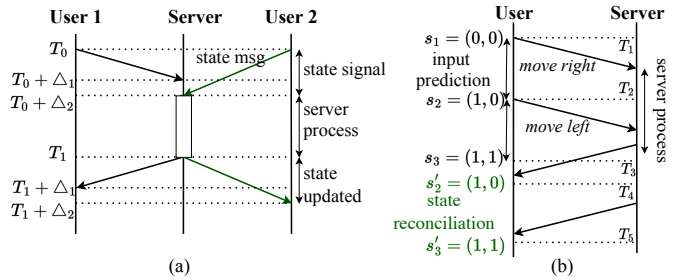 User 1 Server User 2
T₀
state msg
T₀ + △₁
state signal
T₀ + △₂
server
process
T₁
state
updated
T₁ + △₁
T₁ + △₂
(a)
User Server
s₁ = (0, 0)
T₁
input
prediction
move right
T₂
s₂ = (1, 0)
move left
server process
s₃ = (1, 1)
T₃
s′₂ = (1, 0)
T₄
state
reconciliation
s′₃ = (1, 1)
T₅
(b)